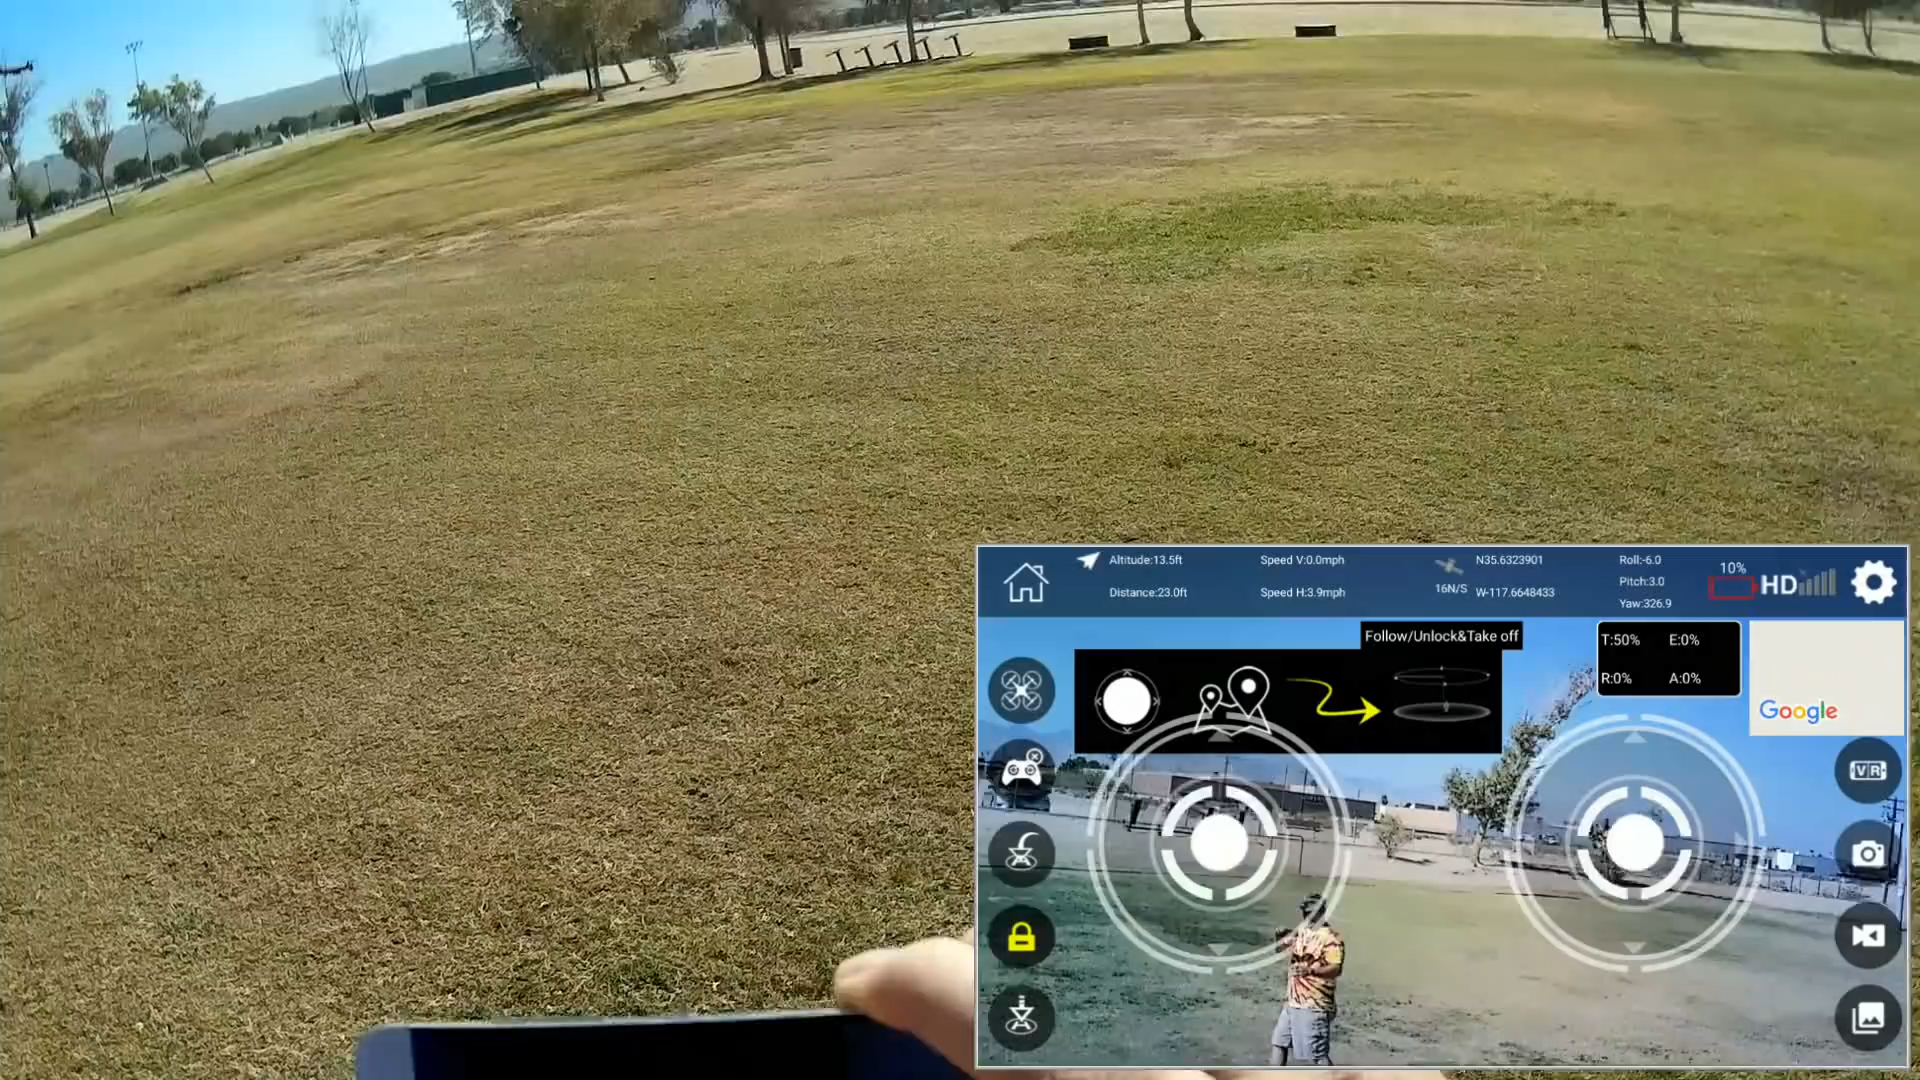 Altitude:13.5ft
Speed V:0.0mph
N35.6323901
Roll:-6.0
Distance:23.0ft
Speed H:3.9mph
16N/S
W-117.6648433
Pitch:3.0
Yaw:326.9
10%
HD
Follow/Unlock&Take off
T:50%
E:0%
R:0%
A:0%
Google
VR